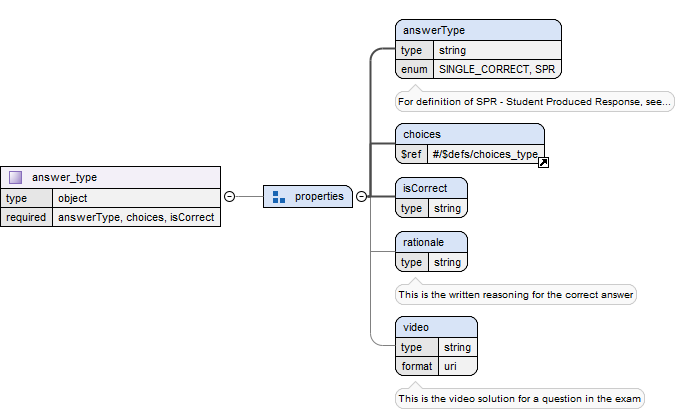 answerType
type string
enum SINGLE_CORRECT, SPR
For definition of SPR - Student Produced Response, see...
choices
$ref #/$defs/choices_type
answer_type
type object
required answerType, choices, isCorrect
properties
isCorrect
type string
rationale
type string
This is the written reasoning for the correct answer
video
type string
format uri
This is the video solution for a question in the exam